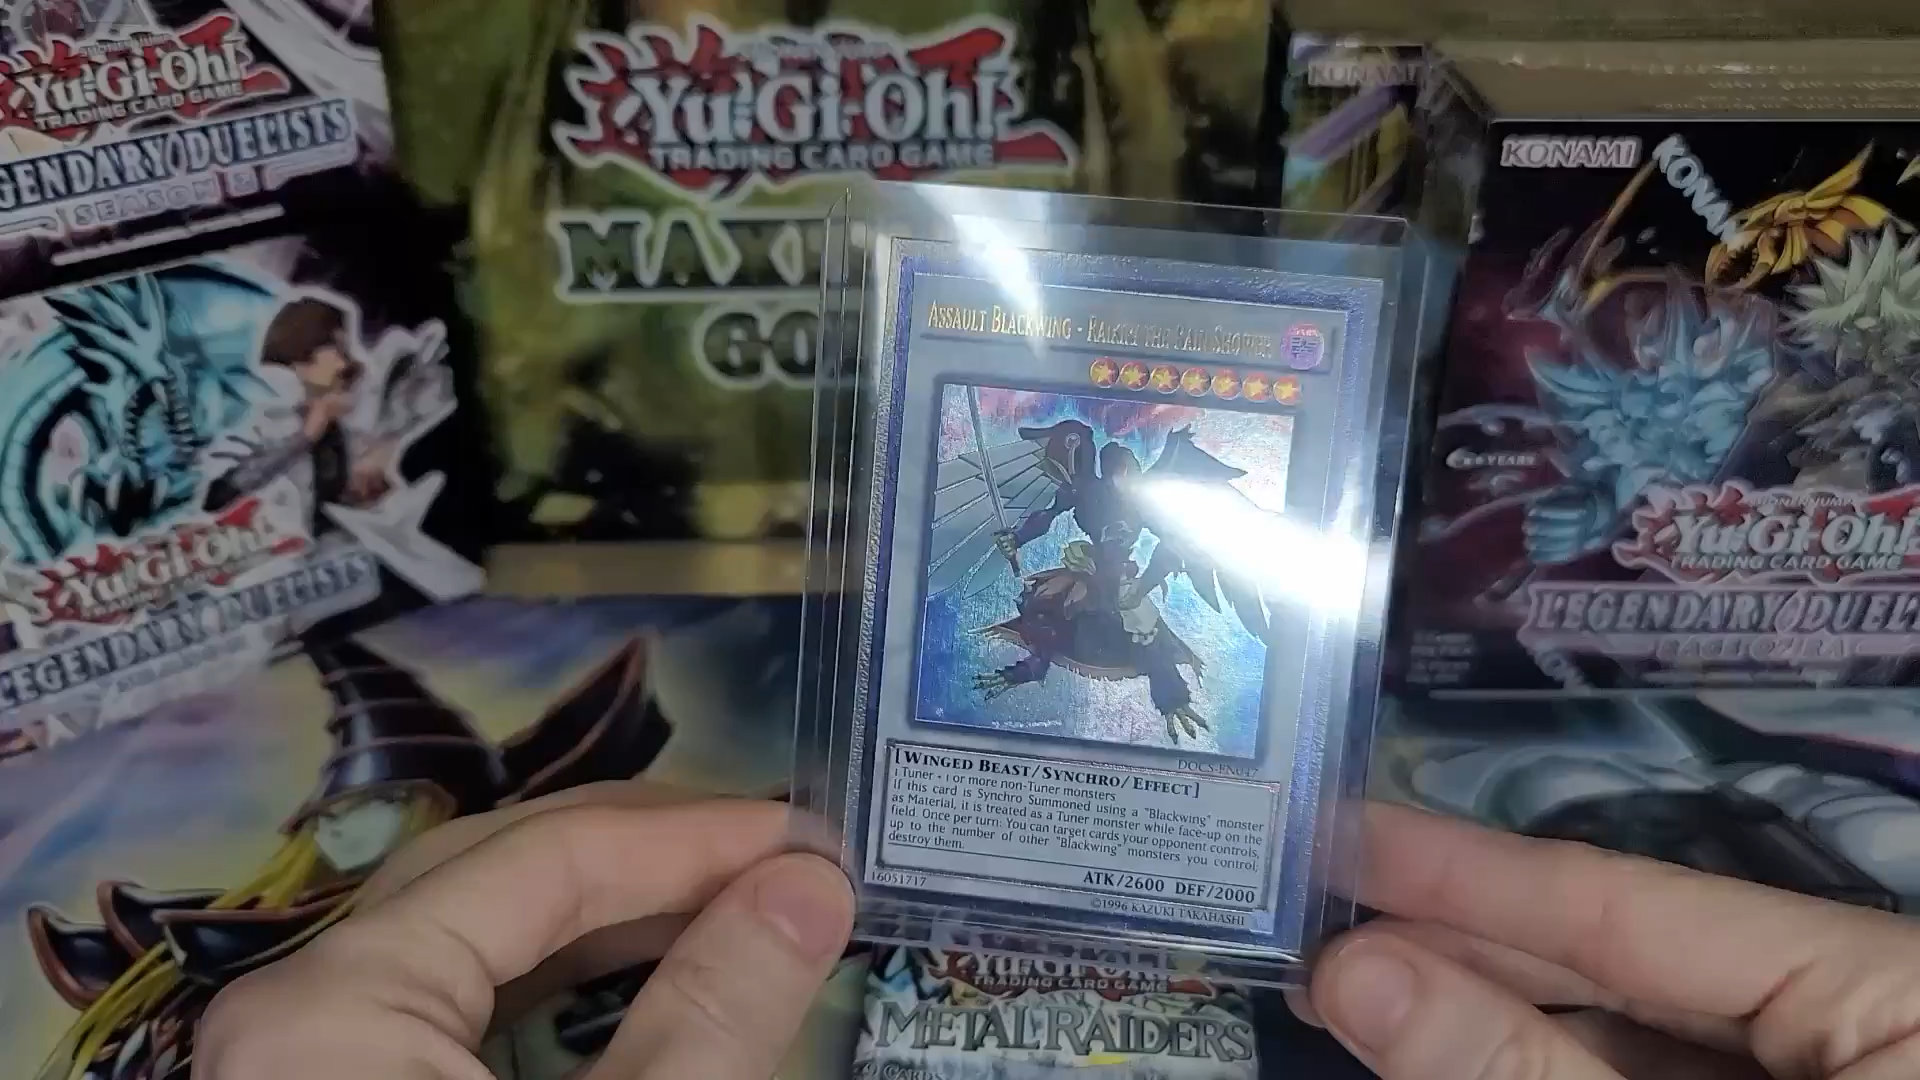 Yu-Gi-Oh!
TRADING CARD GAME
LEGENDARY DUELISTS
SEASON 2
Yu-Gi-Oh!
LEGENDARY DUELISTS
Yu-Gi-Oh!
TRADING CARD GAME
KONAMI
KONAMI
KONAMI
Yu-Gi-Oh!
TRADING CARD GAME
ASSAULT BLACKWING - RAIKIRI THE RAIN SHOWER
DOCS-EN047
[WINGED BEAST/SYNCHRO/EFFECT]
1 Tuner + 1 or more non-Tuner monsters
If this card is Synchro Summoned using a "Blackwing" monster
as Material, it is treated as a Tuner monster while face-up on the
field. Once per turn: You can target cards your opponent controls,
up to the number of other "Blackwing" monsters you control;
destroy them.
ATK/2600 DEF/2000
16051717
©1996 KAZUKI TAKAHASHI
Yu-Gi-Oh!
TRADING CARD GAME
METAL RAIDERS
9 CARDS